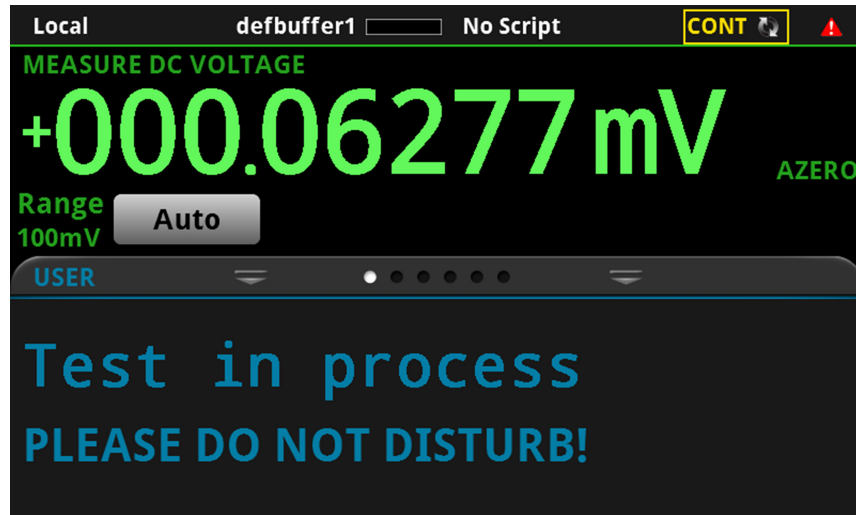 Local defbuffer1 No Script CONT
MEASURE DC VOLTAGE
+000.06277 mV
AZERO
Range Auto
100mV
USER
Test in process
PLEASE DO NOT DISTURB!